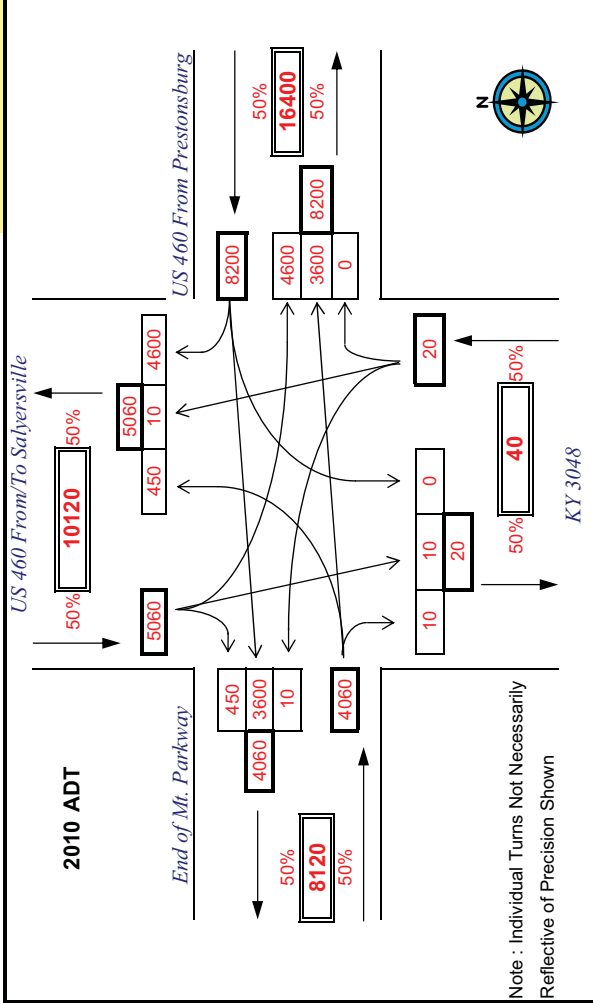 US 460 From/To Salyersville
2010 ADT
50% 10120 50%
5060
5060
450 10 4600
US 460 From Prestonsburg
8200
50%
16400
50%
N
End of Mt. Parkway
450
3600
10
4060
4600
3600
0
8200
4060
50%
8120
50%
10 10 0
20
20
50% 40 50%
KY 3048
Note : Individual Turns Not Necessarily
Reflective of Precision Shown